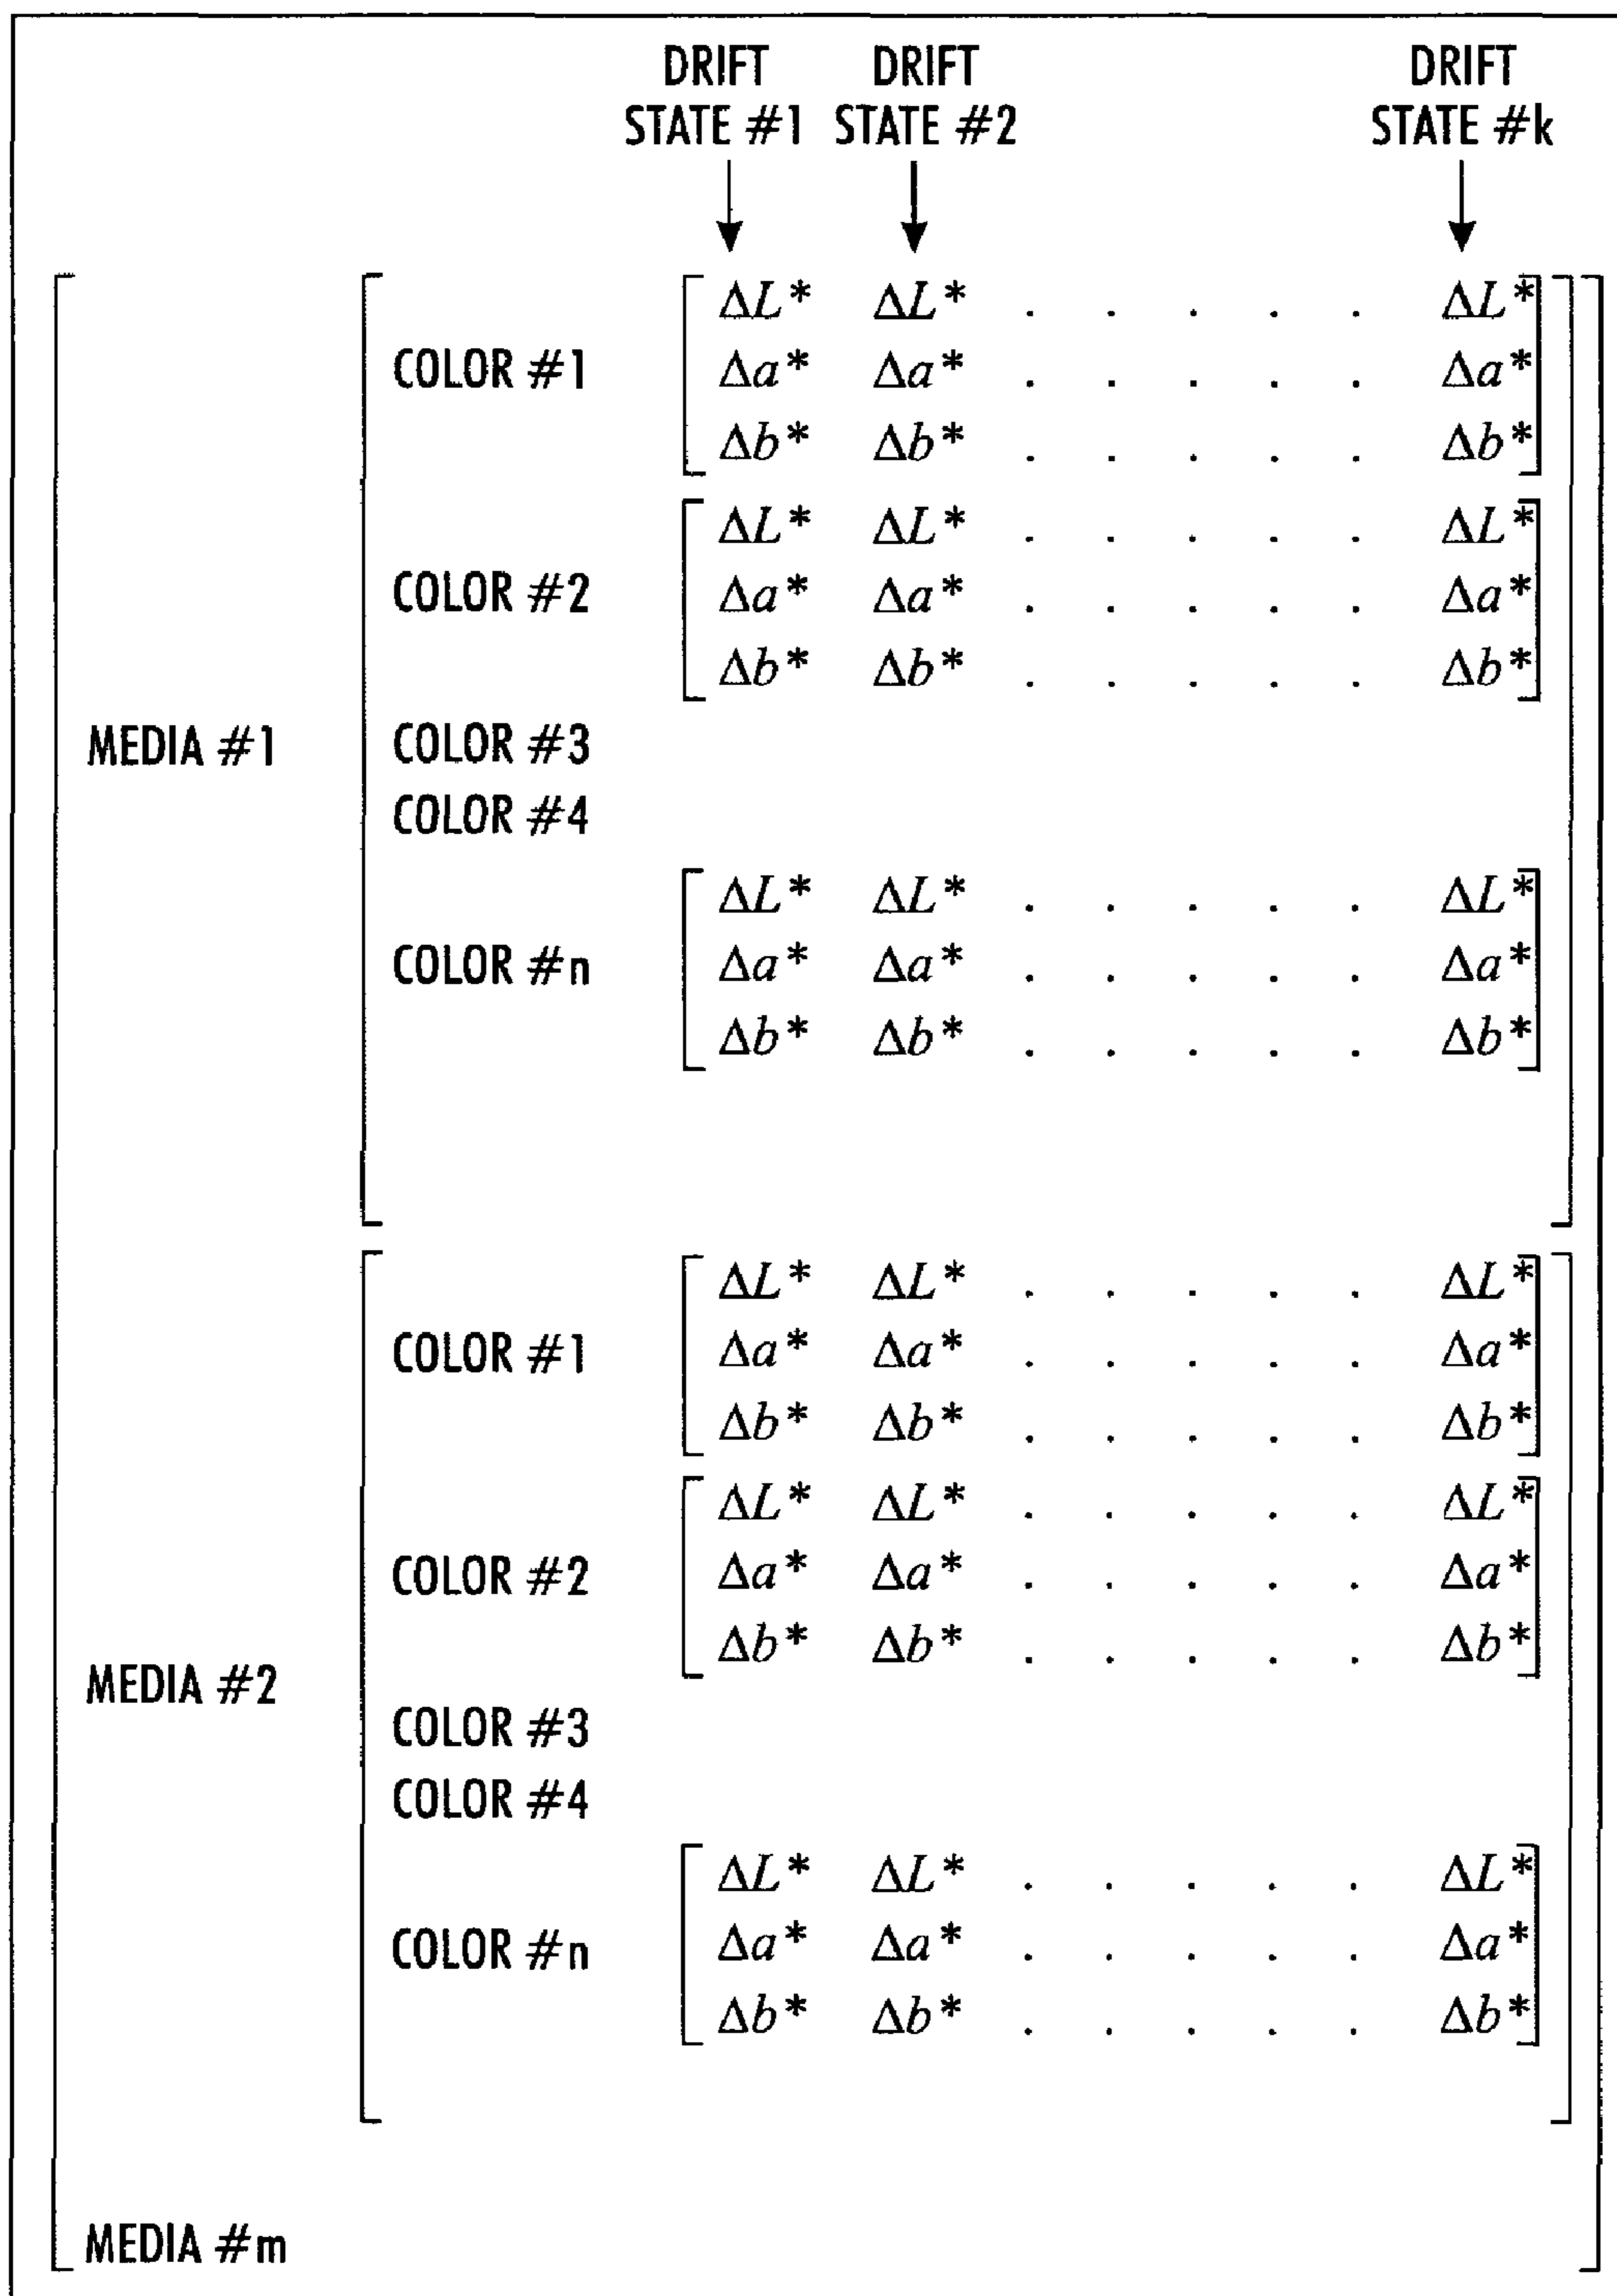 DRIFT DRIFT DRIFT
STATE #1 STATE #2 STATE #k
ΔL* ΔL* . . . . . ΔL*
COLOR #1 Δa* Δa* . . . . . Δa*
Δb* Δb* . . . . . Δb*
ΔL* ΔL* . . . . . ΔL*
COLOR #2 Δa* Δa* . . . . . Δa*
Δb* Δb* . . . . . Δb*
MEDIA #1 COLOR #3
COLOR #4
ΔL* ΔL* . . . . . ΔL*
COLOR #n Δa* Δa* . . . . . Δa*
Δb* Δb* . . . . . Δb*
ΔL* ΔL* . . . . . ΔL*
COLOR #1 Δa* Δa* . . . . . Δa*
Δb* Δb* . . . . . Δb*
ΔL* ΔL* . . . . . ΔL*
COLOR #2 Δa* Δa* . . . . . Δa*
Δb* Δb* . . . . . Δb*
MEDIA #2
COLOR #3
COLOR #4
ΔL* ΔL* . . . . . ΔL*
COLOR #n Δa* Δa* . . . . . Δa*
Δb* Δb* . . . . . Δb*
MEDIA #m